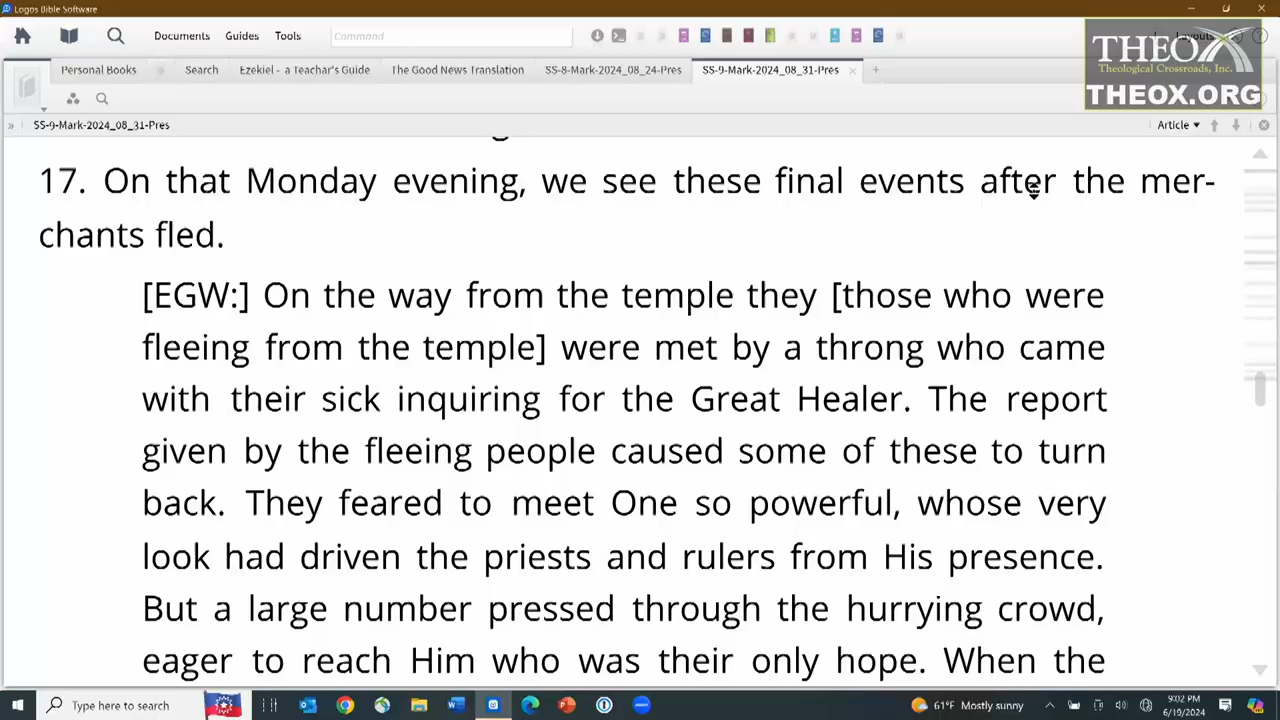 Logos Bible Software
Documents Guides Tools Command Layouts
THEOX
Theological Crossroads, Inc.
THEOX.ORG
Personal Books Search Ezekiel - a Teacher's Guide SS-8-Mark-2024_08_24-Pres SS-9-Mark-2024_08_31-Pres
SS-9-Mark-2024_08_31-Pres Article
17. On that Monday evening, we see these final events after the mer-
chants fled.
[EGW:] On the way from the temple they [those who were
fleeing from the temple] were met by a throng who came
with their sick inquiring for the Great Healer. The report
given by the fleeing people caused some of these to turn
back. They feared to meet One so powerful, whose very
look had driven the priests and rulers from His presence.
But a large number pressed through the hurrying crowd,
eager to reach Him who was their only hope. When the
Type here to search 61°F Mostly sunny 9:02 PM
6/19/2024